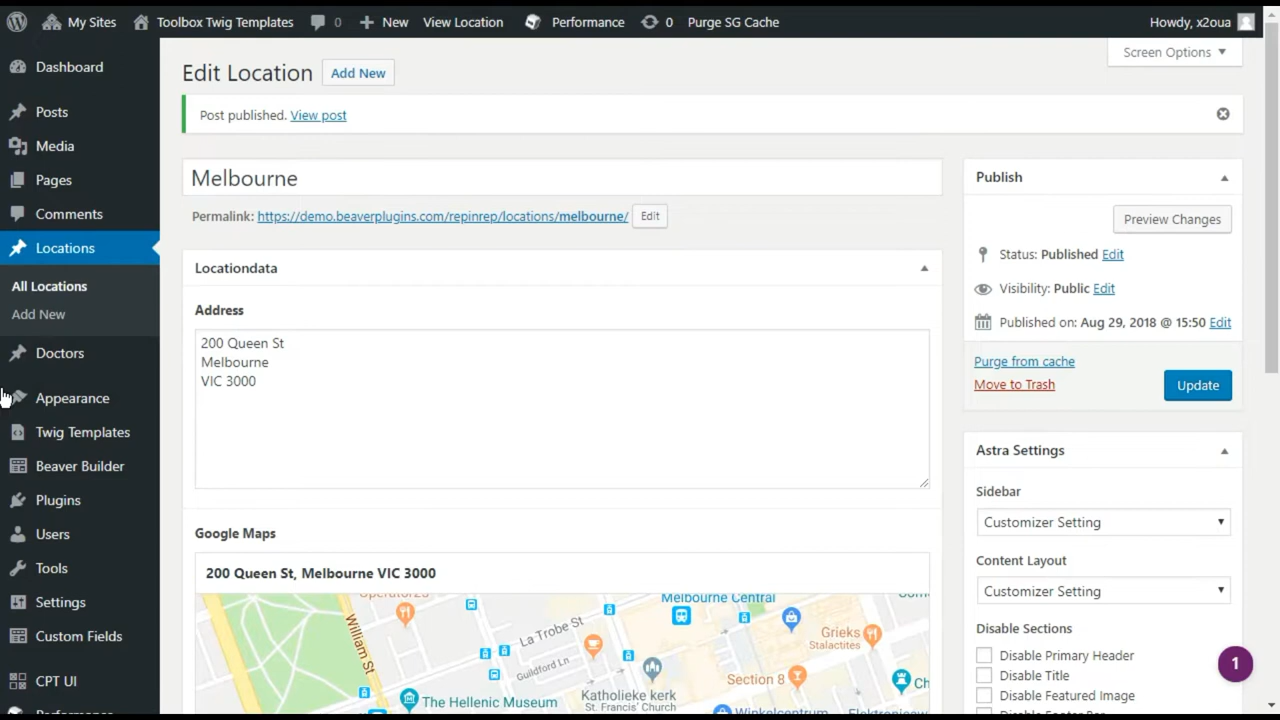 My Sites
Toolbox Twig Templates
0
New
View Location
Performance
0
Purge SG Cache
Howdy, x2oua
Dashboard
Posts
Media
Pages
Comments
Locations
All Locations
Add New
Doctors
Appearance
Twig Templates
Beaver Builder
Plugins
Users
Tools
Settings
Custom Fields
CPT UI
Performance
Screen Options
Edit Location
Add New
Post published. View post
Melbourne
Permalink: https://demo.beaverplugins.com/repinrep/locations/melbourne/ Edit
Locationdata
Address
200 Queen St
Melbourne
VIC 3000
Google Maps
200 Queen St, Melbourne VIC 3000
Melbourne Central
William St
La Trobe St
Guildford Ln
Grieks
Stalactites
Section 8
Katholieke kerk
St. Francis' Church
The Hellenic Museum
Winkelcentrum
Publish
Preview Changes
Status: Published Edit
Visibility: Public Edit
Published on: Aug 29, 2018 @ 15:50 Edit
Purge from cache
Move to Trash
Update
Astra Settings
Sidebar
Customizer Setting
Content Layout
Customizer Setting
Disable Sections
Disable Primary Header
Disable Title
Disable Featured Image
1